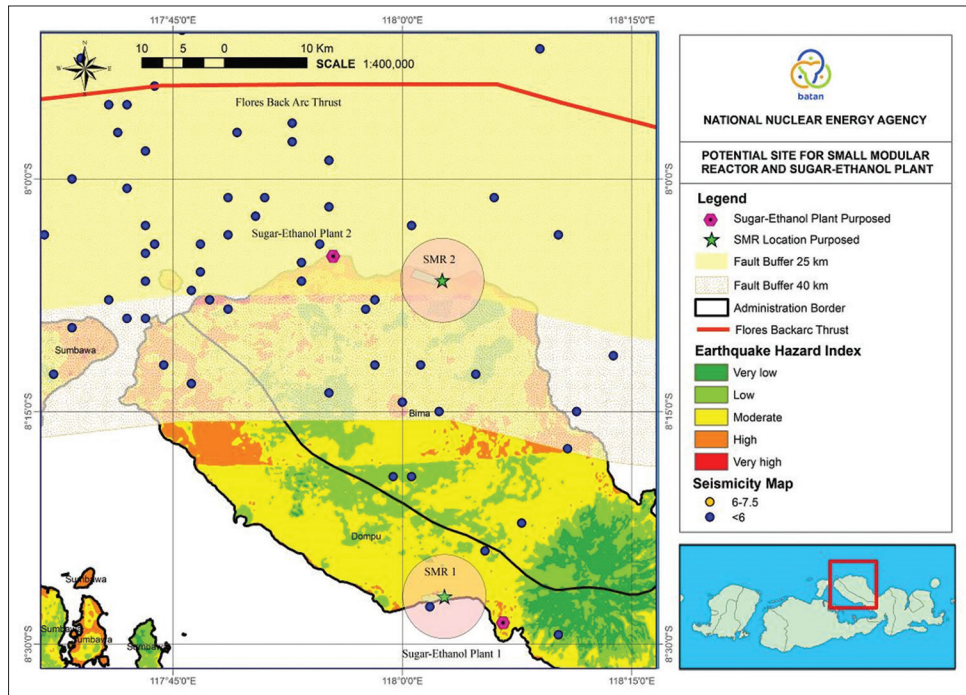 117°45'0"E
118°0'0"E
118°15'0"E
10 5 0 10 Km
SCALE 1:400,000
Flores Back Arc Thrust
8°0'0"S
8°0'0"S
Sugar-Ethanol Plant 2
SMR 2
Sumbawa
8°15'0"S
8°15'0"S
Bima
Dompu
SMR 1
Sumbawa
Sumbawa
Sumbawa
Sumbawa
Sugar-Ethanol Plant 1
8°30'0"S
8°30'0"S
117°45'0"E
118°0'0"E
118°15'0"E
batan
NATIONAL NUCLEAR ENERGY AGENCY
POTENTIAL SITE FOR SMALL MODULAR
REACTOR AND SUGAR-ETHANOL PLANT
Legend
Sugar-Ethanol Plant Purposed
SMR Location Purposed
Fault Buffer 25 km
Fault Buffer 40 km
Administration Border
Flores Backarc Thrust
Earthquake Hazard Index
Very low
Low
Moderate
High
Very high
Seismicity Map
6-7.5
<6